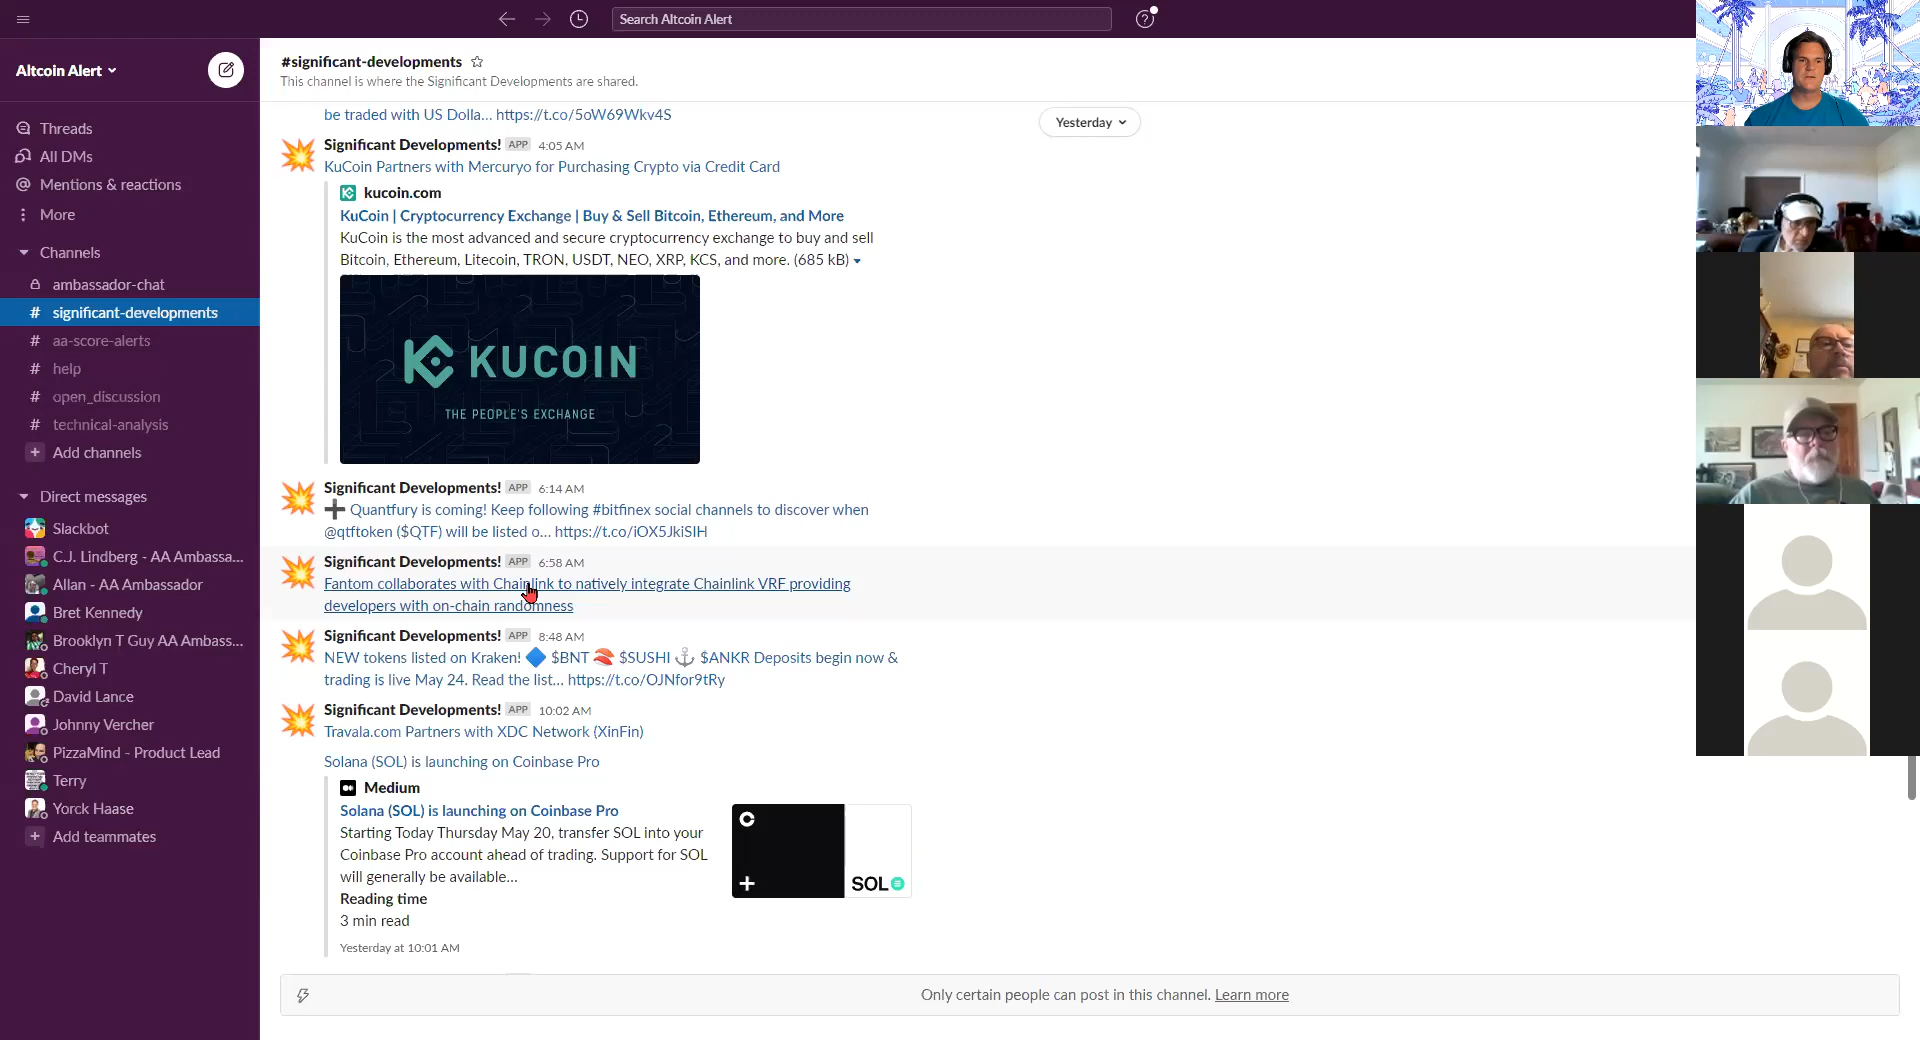 Search Altcoin Alert
Altcoin Alert
Threads
All DMs
Mentions & reactions
More
Channels
ambassador-chat
# significant-developments
# aa-score-alerts
# help
# open_discussion
# technical-analysis
+ Add channels
Direct messages
Slackbot
C.J. Lindberg - AA Ambassa...
Allan - AA Ambassador
Bret Kennedy
Brooklyn T Guy AA Ambass...
Cheryl T
David Lance
Johnny Vercher
PizzaMind - Product Lead
Terry
Yorck Haase
+ Add teammates
#significant-developments
This channel is where the Significant Developments are shared.
Yesterday
be traded with US Dolla... https://t.co/5oW69Wkv4S
Significant Developments! APP 4:05 AM
KuCoin Partners with Mercuryo for Purchasing Crypto via Credit Card
kucoin.com
KuCoin | Cryptocurrency Exchange | Buy & Sell Bitcoin, Ethereum, and More
KuCoin is the most advanced and secure cryptocurrency exchange to buy and sell
Bitcoin, Ethereum, Litecoin, TRON, USDT, NEO, XRP, KCS, and more. (685 kB)
KUCOIN
THE PEOPLE'S EXCHANGE
Significant Developments! APP 6:14 AM
➕ Quantfury is coming! Keep following #bitfinex social channels to discover when
@qtftoken ($QTF) will be listed o... https://t.co/iOX5JkiSIH
Significant Developments! APP 6:58 AM
Fantom collaborates with Chainlink to natively integrate Chainlink VRF providing
developers with on-chain randomness
Significant Developments! APP 8:48 AM
NEW tokens listed on Kraken! 🔷 $BNT 🍣 $SUSHI ⚓ $ANKR Deposits begin now &
trading is live May 24. Read the list... https://t.co/OJNfor9tRy
Significant Developments! APP 10:02 AM
Travala.com Partners with XDC Network (XinFin)
Solana (SOL) is launching on Coinbase Pro
Medium
Solana (SOL) is launching on Coinbase Pro
Starting Today Thursday May 20, transfer SOL into your
Coinbase Pro account ahead of trading. Support for SOL
will generally be available...
Reading time
3 min read
SOL
Yesterday at 10:01 AM
Only certain people can post in this channel. Learn more